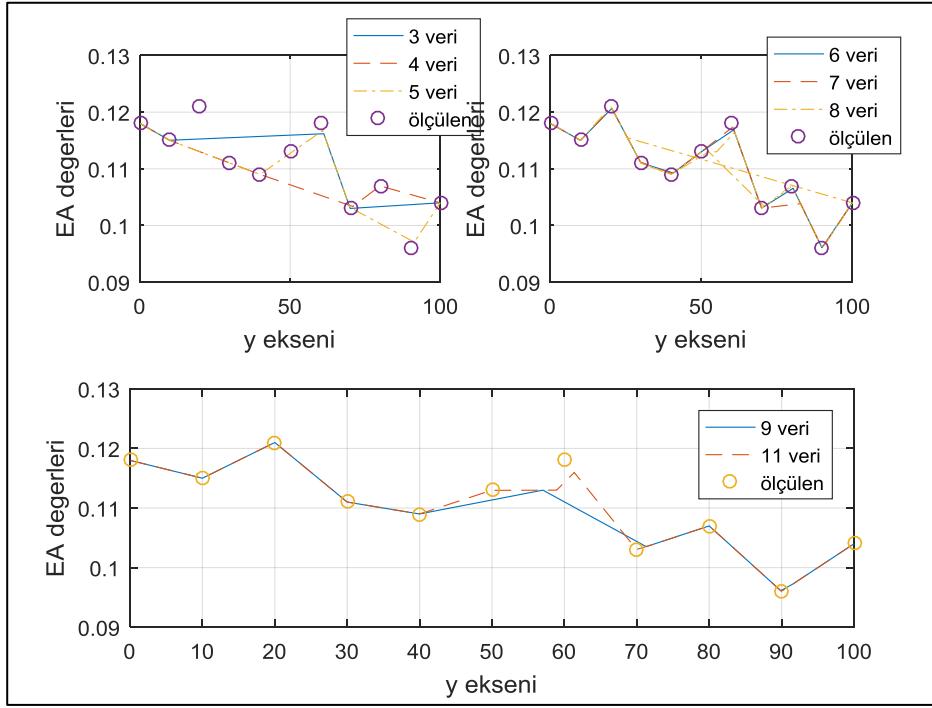 0.13
0.12
0.11
0.1
0.09
0
50
100
EA degerleri
y ekseni
3 veri
4 veri
5 veri
ölçülen
0.13
0.12
0.11
0.1
0.09
0
50
100
EA degerleri
y ekseni
6 veri
7 veri
8 veri
ölçülen
0.13
0.12
0.11
0.1
0.09
0 10 20 30 40 50 60 70 80 90 100
EA degerleri
y ekseni
9 veri
11 veri
ölçülen